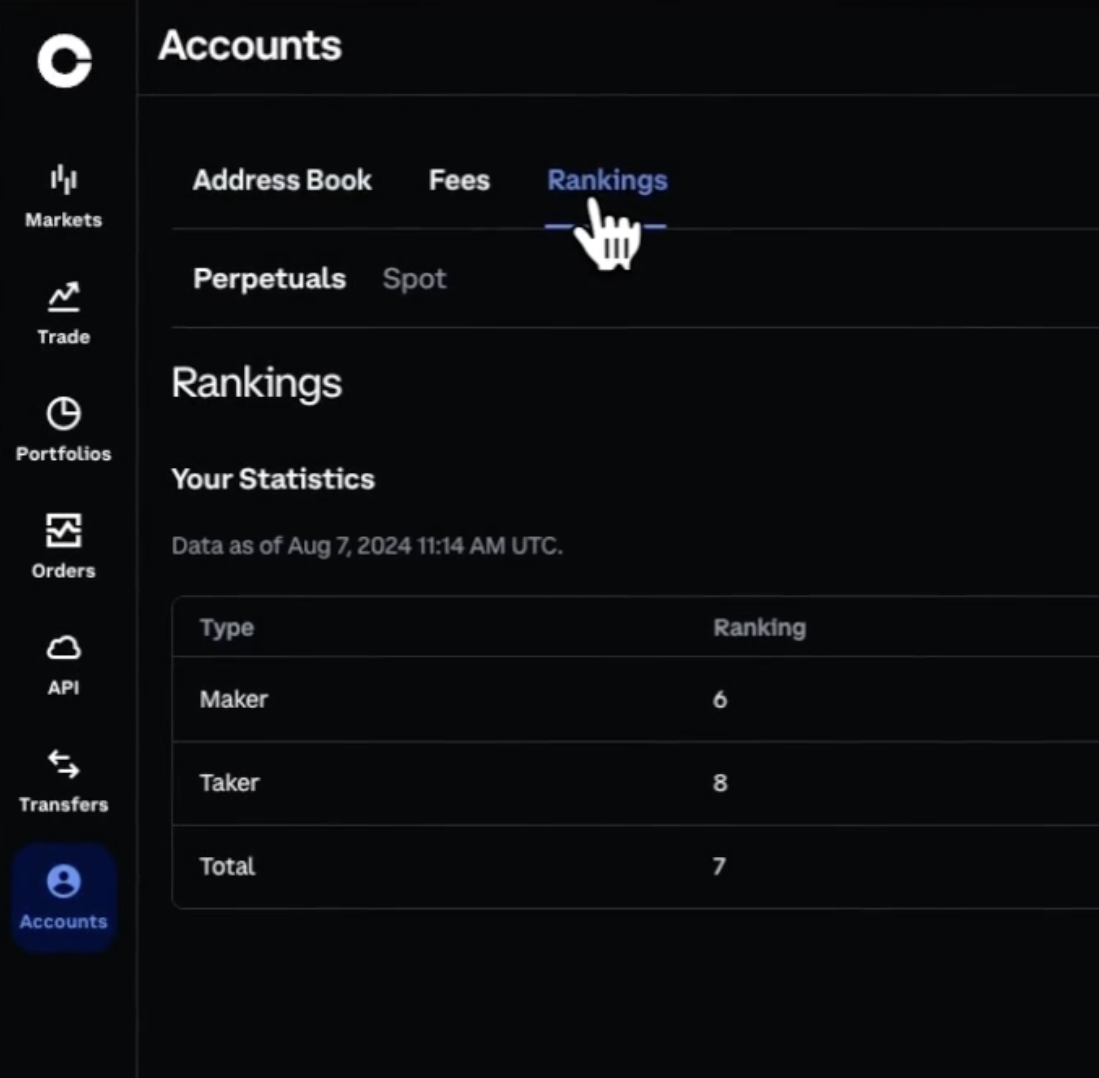 Accounts
Address Book Fees Rankings
Markets
Perpetuals Spot
Trade
Rankings
Portfolios
Your Statistics
Data as of Aug 7, 2024 11:14 AM UTC.
Orders
Type Ranking
API
Maker 6
Taker 8
Transfers
Total 7
Accounts